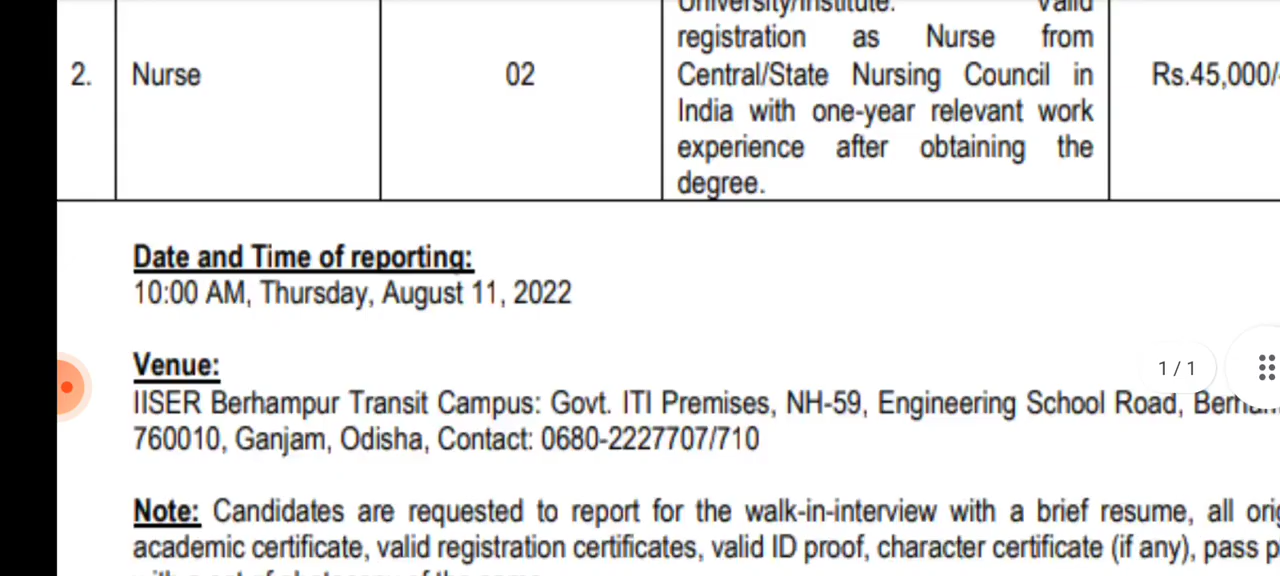 University/Institute. Valid
registration as Nurse from
2. Nurse 02 Central/State Nursing Council in Rs.45,000/-
India with one-year relevant work
experience after obtaining the
degree.
Date and Time of reporting:
10:00 AM, Thursday, August 11, 2022
Venue:
1 / 1
IISER Berhampur Transit Campus: Govt. ITI Premises, NH-59, Engineering School Road,
760010, Ganjam, Odisha, Contact: 0680-2227707/710
Note: Candidates are requested to report for the walk-in-interview with a brief resume, all
academic certificate, valid registration certificates, valid ID proof, character certificate (if any), pass